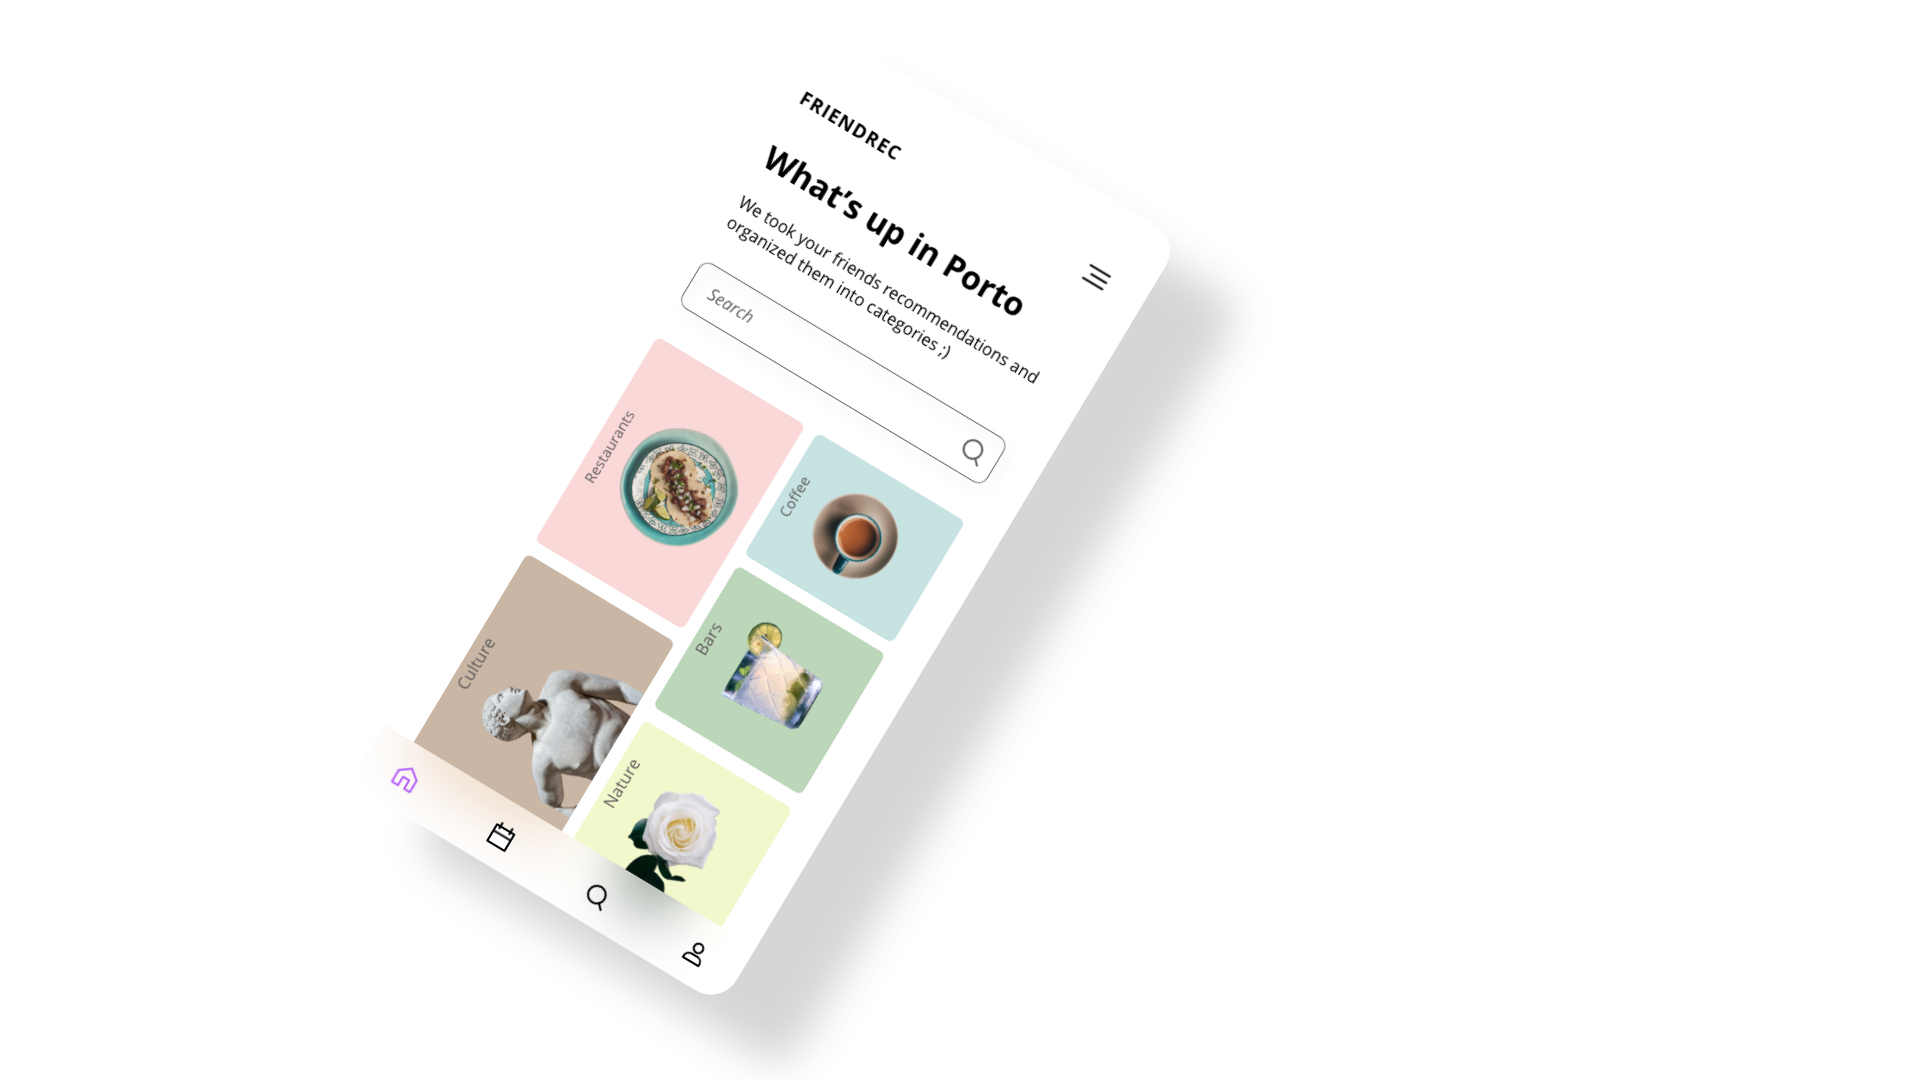 FRIENDREC
What's up in Porto
We took your friends recommendations and
organized them into categories ;)
Search
Restaurants
Coffee
Culture
Bars
Nature